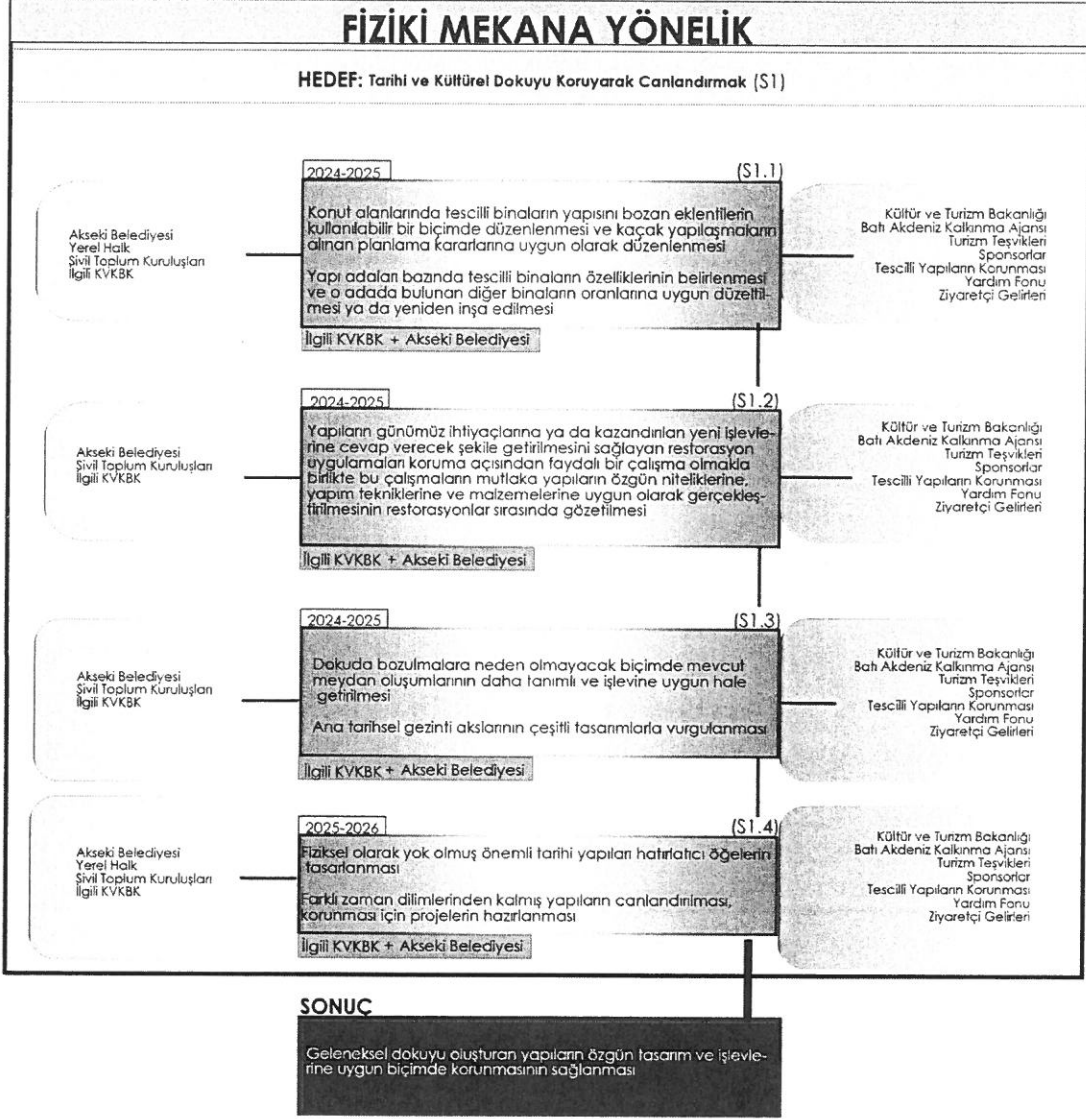 FİZİKİ MEKANA YÖNELİK
HEDEF: Tarihi ve Kültürel Dokuyu Koruyarak Canlandırmak (S1)
2024-2025
(S1.1)
Akseki Belediyesi
Yerel Halk
Sivil Toplum Kuruluşları
İlgili KVKBK
Konut alanlarında tescilli binaların yapısını bozan eklentilerin
kullanılabilir bir biçimde düzenlenmesi ve kaçak yapılaşmaların
alınan planlama kararlarına uygun olarak düzenlenmesi
Yapı adaları bazında tescilli binaların özelliklerinin belirlenmesi
ve o adada bulunan diğer binaların oranlarına uygun düzeltil-
mesi ya da yeniden inşa edilmesi
İlgili KVKBK + Akseki Belediyesi
Kültür ve Turizm Bakanlığı
Batı Akdeniz Kalkınma Ajansı
Turizm Teşvikleri
Sponsorlar
Tescilli Yapıların Korunması
Yardım Fonu
Ziyaretçi Gelirleri
2024-2025
(S1.2)
Akseki Belediyesi
Sivil Toplum Kuruluşları
İlgili KVKBK
Yapıların günümüz ihtiyaçlarına ya da kazandırılan yeni işlevle-
rine cevap verecek şekile getirilmesini sağlayan restorasyon
uygulamaları koruma açısından faydalı bir çalışma olmakla
birlikte bu çalışmaların mutlaka yapıların özgün niteliklerine,
yapım tekniklerine ve malzemelerine uygun olarak gerçekleş-
tirilmesinin restorasyonlar sırasında gözetilmesi
İlgili KVKBK + Akseki Belediyesi
Kültür ve Turizm Bakanlığı
Batı Akdeniz Kalkınma Ajansı
Turizm Teşvikleri
Sponsorlar
Tescilli Yapıların Korunması
Yardım Fonu
Ziyaretçi Gelirleri
2024-2025
(S1.3)
Akseki Belediyesi
Sivil Toplum Kuruluşları
İlgili KVKBK
Dokuda bozulmalara neden olmayacak biçimde mevcut
meydan oluşumlarının daha tanımlı ve işlevine uygun hale
getirilmesi
Ana tarihsel gezinti akslarının çeşitli tasarımlarla vurgulanması
İlgili KVKBK + Akseki Belediyesi
Kültür ve Turizm Bakanlığı
Batı Akdeniz Kalkınma Ajansı
Turizm Teşvikleri
Sponsorlar
Tescilli Yapıların Korunması
Yardım Fonu
Ziyaretçi Gelirleri
2025-2026
(S1.4)
Akseki Belediyesi
Yerel Halk
Sivil Toplum Kuruluşları
İlgili KVKBK
Fiziksel olarak yok olmuş önemli tarihi yapıları hatırlatıcı öğelerin
tasarlanması
Farklı zaman dilimlerinden kalmış yapıların canlandırılması,
korunması için projelerin hazırlanması
İlgili KVKBK + Akseki Belediyesi
Kültür ve Turizm Bakanlığı
Batı Akdeniz Kalkınma Ajansı
Turizm Teşvikleri
Sponsorlar
Tescilli Yapıların Korunması
Yardım Fonu
Ziyaretçi Gelirleri
SONUÇ
Geleneksel dokuyu oluşturan yapıların özgün tasarım ve işlevle-
rine uygun biçimde korunmasının sağlanması